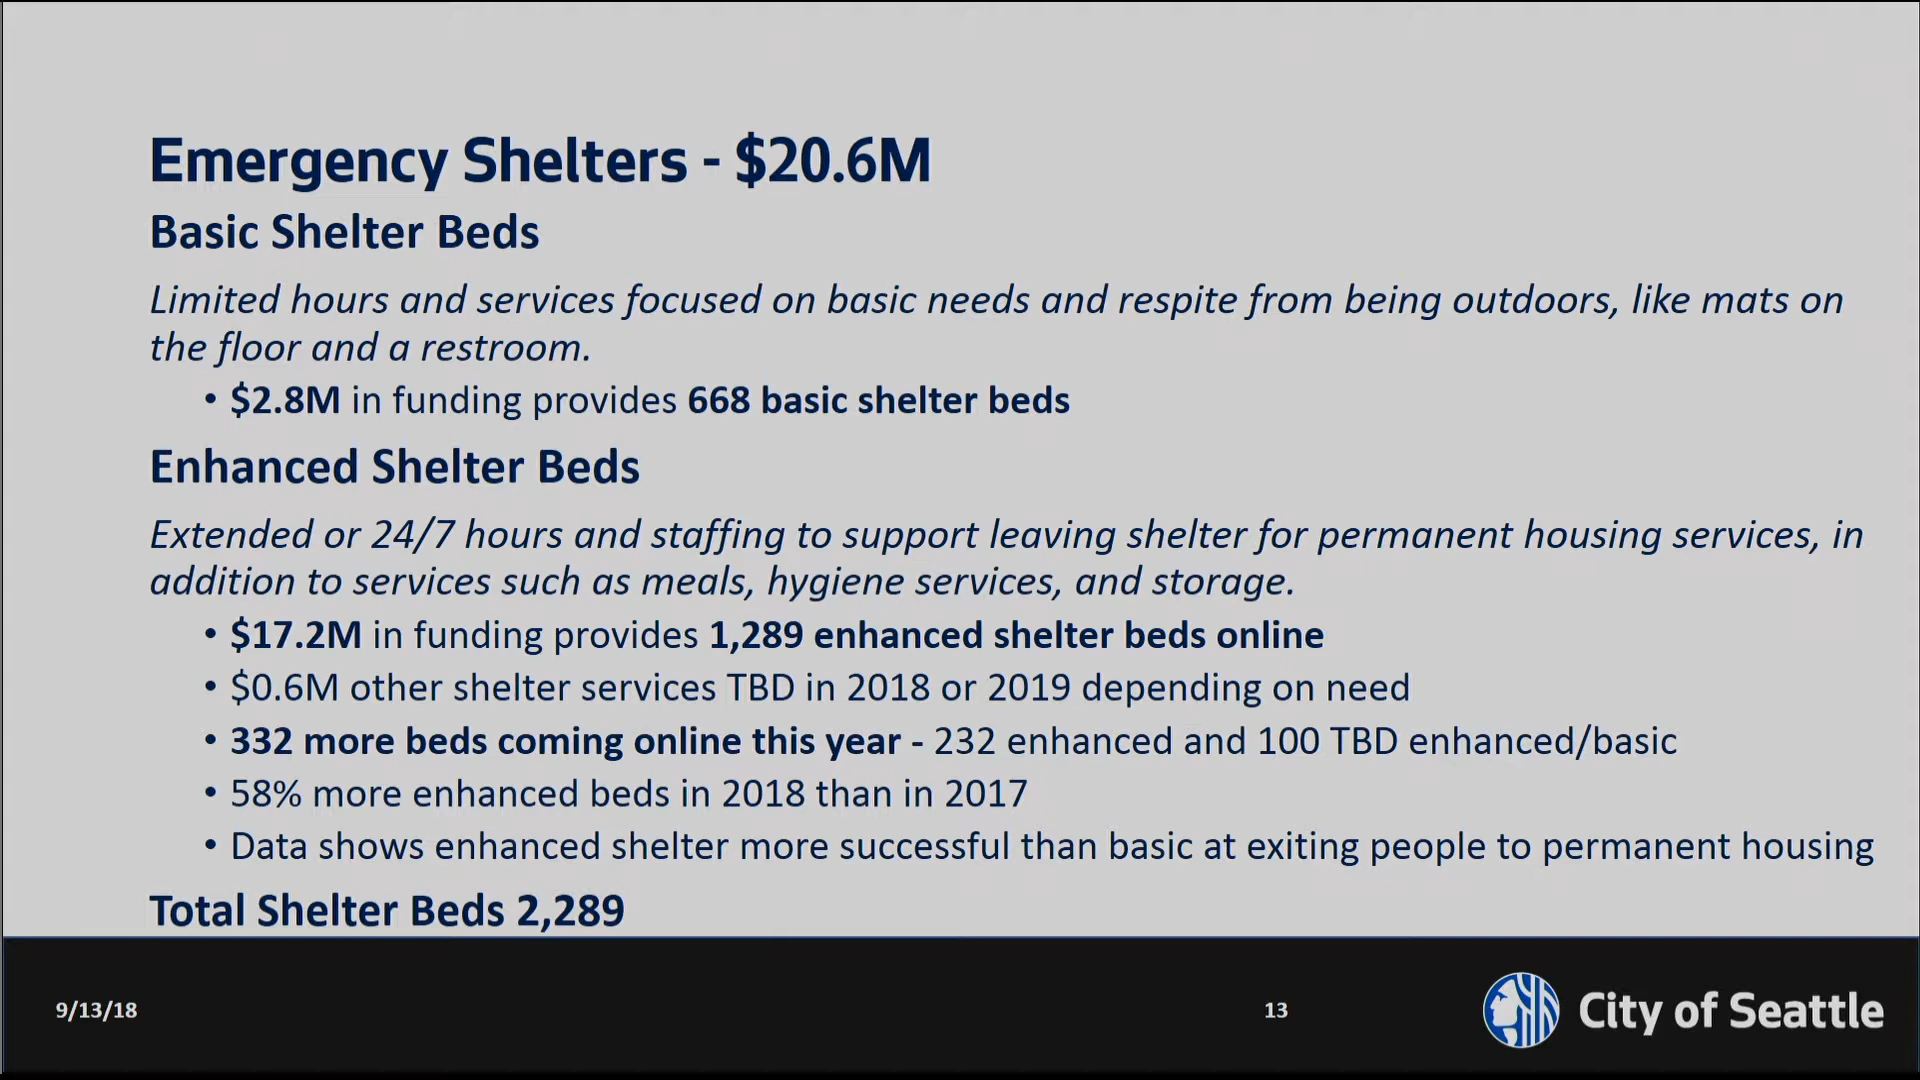 Emergency Shelters - $20.6M
Basic Shelter Beds
Limited hours and services focused on basic needs and respite from being outdoors, like mats on
the floor and a restroom.
• $2.8M in funding provides 668 basic shelter beds
Enhanced Shelter Beds
Extended or 24/7 hours and staffing to support leaving shelter for permanent housing services, in
addition to services such as meals, hygiene services, and storage.
• $17.2M in funding provides 1,289 enhanced shelter beds online
• $0.6M other shelter services TBD in 2018 or 2019 depending on need
• 332 more beds coming online this year - 232 enhanced and 100 TBD enhanced/basic
• 58% more enhanced beds in 2018 than in 2017
• Data shows enhanced shelter more successful than basic at exiting people to permanent housing
Total Shelter Beds 2,289
9/13/18
13
City of Seattle